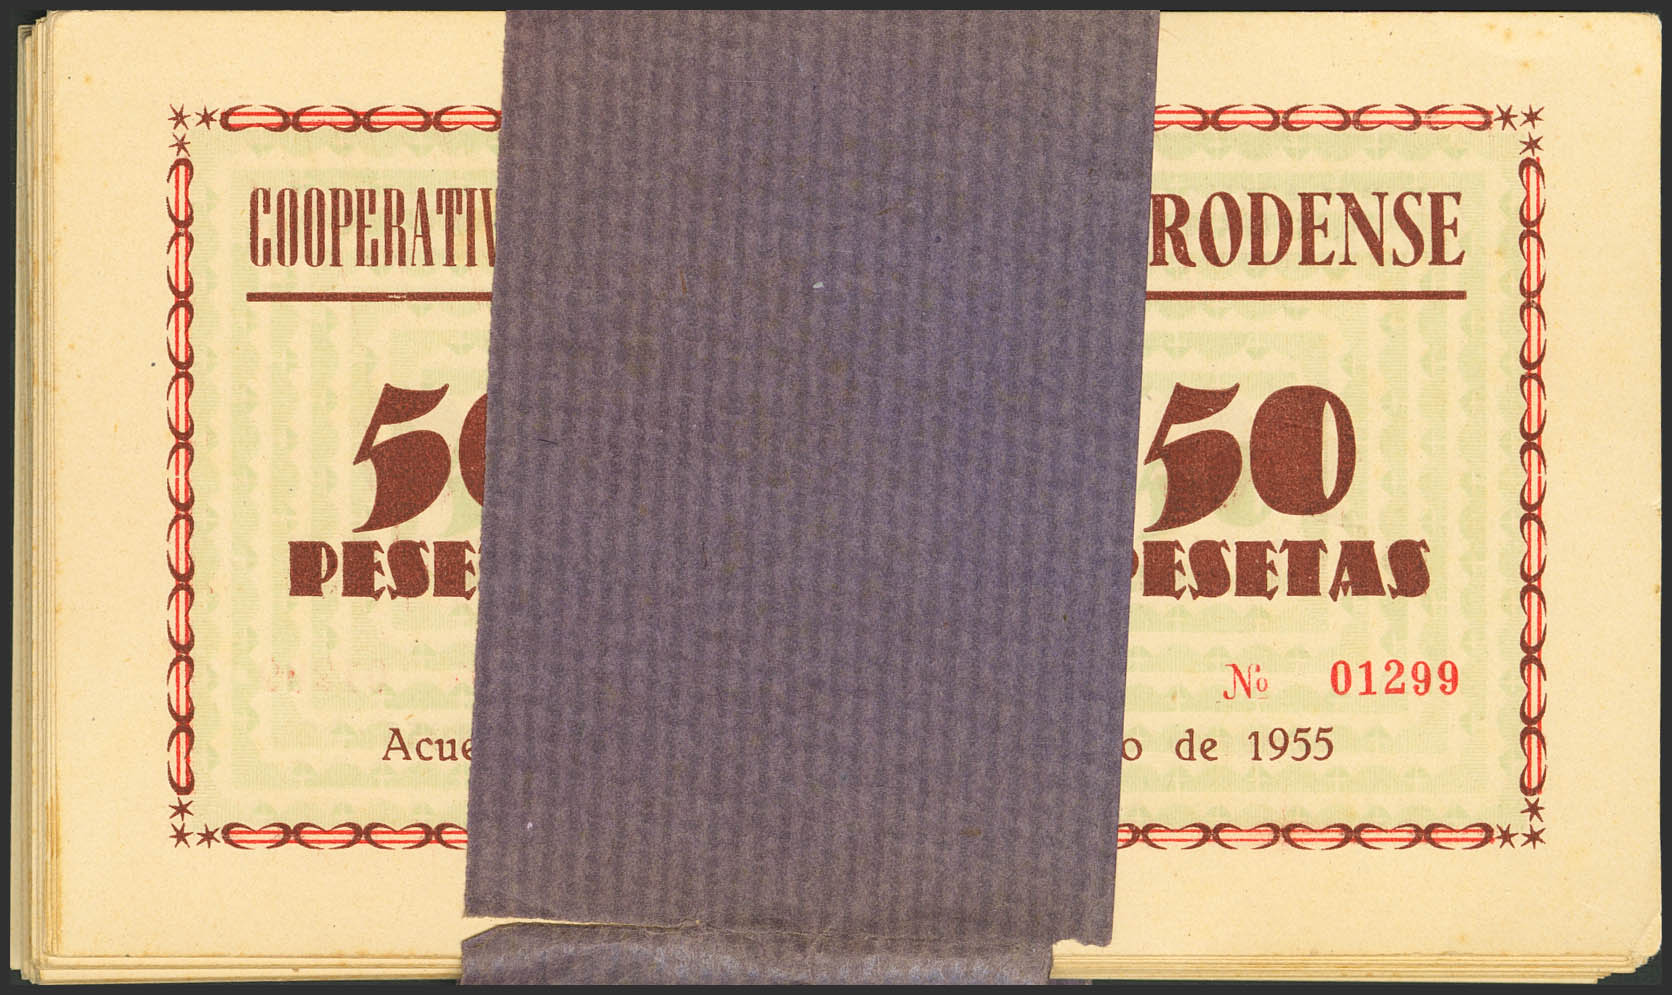 COOPERATIV RODENSE
50 50
PESE PESETAS
Nº 01299
Acue o de 1955